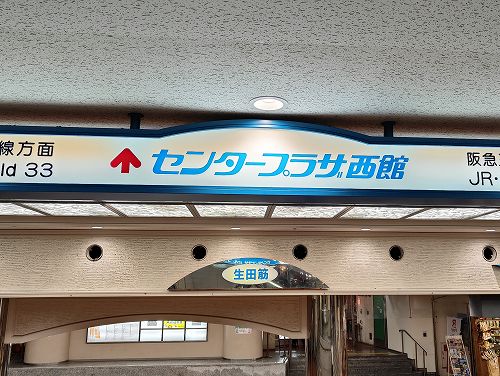 線方面
ld 33
センタープラザ西館
阪急
JR・
生田筋